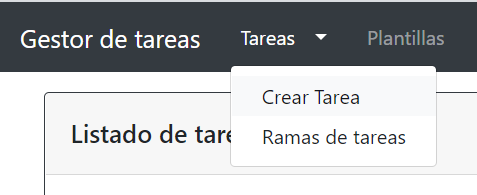 Gestor de tareas Tareas Plantillas
Crear Tarea
Ramas de tareas
Listado de tare